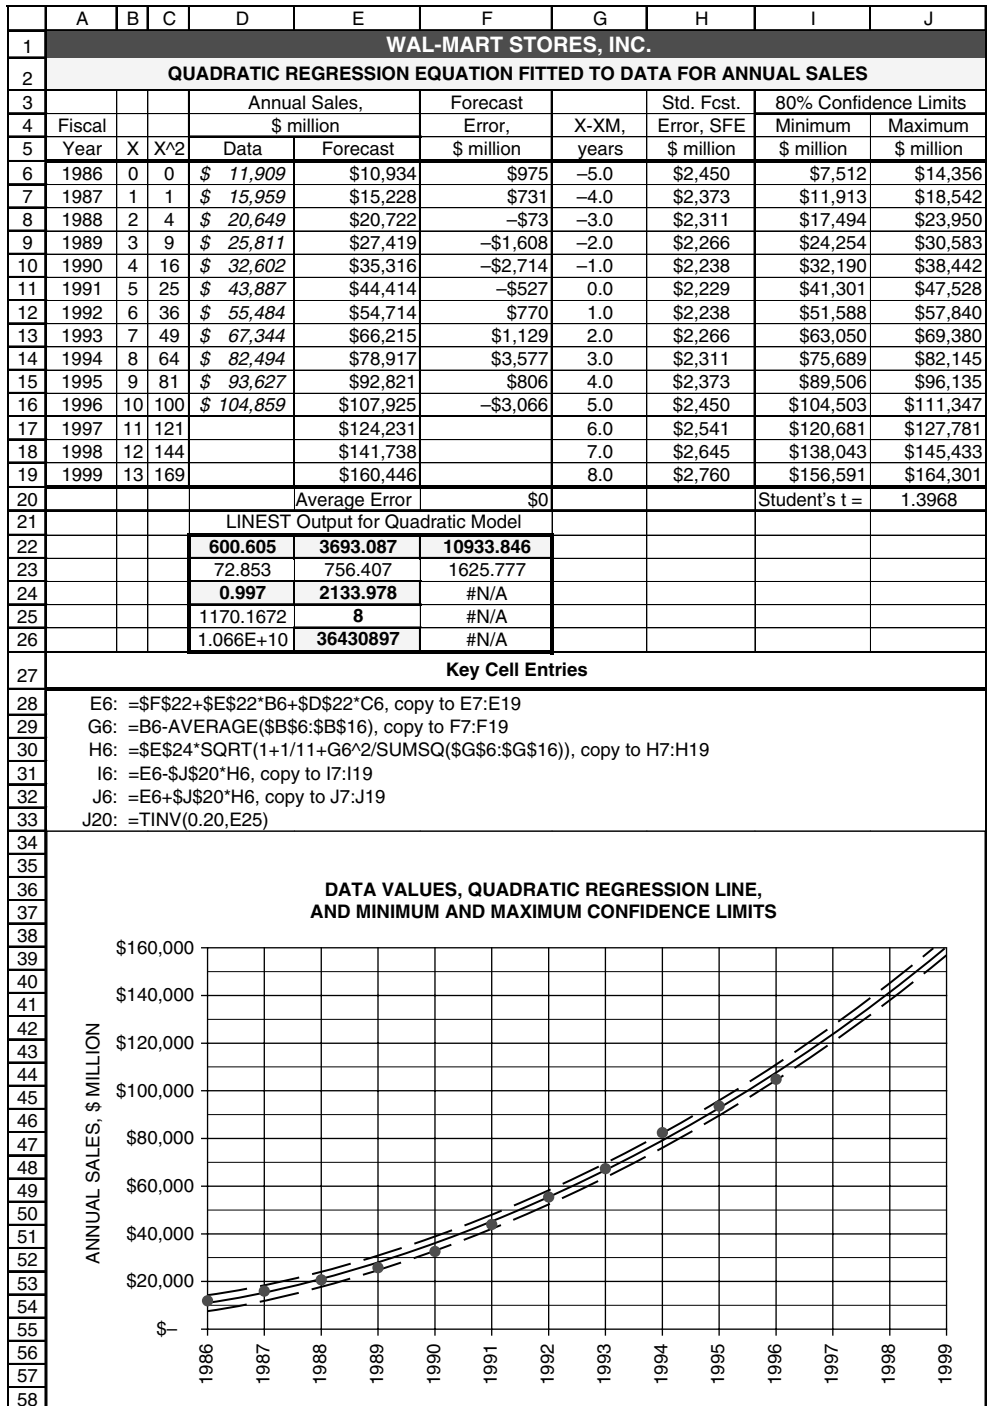 A B C D E F G H I J
1 WAL-MART STORES, INC.
2 QUADRATIC REGRESSION EQUATION FITTED TO DATA FOR ANNUAL SALES
3 Annual Sales, Forecast Std. Fcst. 80% Confidence Limits
4 Fiscal $ million Error, X-XM, Error, SFE Minimum Maximum
5 Year X X^2 Data Forecast $ million years $ million $ million $ million
6 1986 0 0 $ 11,909 $10,934 $975 –5.0 $2,450 $7,512 $14,356
7 1987 1 1 $ 15,959 $15,228 $731 –4.0 $2,373 $11,913 $18,542
8 1988 2 4 $ 20,649 $20,722 –$73 –3.0 $2,311 $17,494 $23,950
9 1989 3 9 $ 25,811 $27,419 –$1,608 –2.0 $2,266 $24,254 $30,583
10 1990 4 16 $ 32,602 $35,316 –$2,714 –1.0 $2,238 $32,190 $38,442
11 1991 5 25 $ 43,887 $44,414 –$527 0.0 $2,229 $41,301 $47,528
12 1992 6 36 $ 55,484 $54,714 $770 1.0 $2,238 $51,588 $57,840
13 1993 7 49 $ 67,344 $66,215 $1,129 2.0 $2,266 $63,050 $69,380
14 1994 8 64 $ 82,494 $78,917 $3,577 3.0 $2,311 $75,689 $82,145
15 1995 9 81 $ 93,627 $92,821 $806 4.0 $2,373 $89,506 $96,135
16 1996 10 100 $ 104,859 $107,925 –$3,066 5.0 $2,450 $104,503 $111,347
17 1997 11 121 $124,231 6.0 $2,541 $120,681 $127,781
18 1998 12 144 $141,738 7.0 $2,645 $138,043 $145,433
19 1999 13 169 $160,446 8.0 $2,760 $156,591 $164,301
20 Average Error $0 Student's t = 1.3968
21 LINEST Output for Quadratic Model
22 600.605 3693.087 10933.846
23 72.853 756.407 1625.777
24 0.997 2133.978 #N/A
25 1170.1672 8 #N/A
26 1.066E+10 36430897 #N/A
27 Key Cell Entries
28 E6: =$F$22+$E$22*B6+$D$22*C6, copy to E7:E19
29 G6: =B6-AVERAGE($B$6:$B$16), copy to F7:F19
30 H6: =$E$24*SQRT(1+1/11+G6^2/SUMSQ($G$6:$G$16)), copy to H7:H19
31 I6: =E6-$J$20*H6, copy to I7:I19
32 J6: =E6+$J$20*H6, copy to J7:J19
33 J20: =TINV(0.20,E25)
34
35
36 DATA VALUES, QUADRATIC REGRESSION LINE,
37 AND MINIMUM AND MAXIMUM CONFIDENCE LIMITS
38
39 $160,000
40
41 $140,000
42
43 $120,000
44
45 $100,000
46
47 $80,000
48
49 $60,000
50
51 $40,000
52
53 $20,000
54
55 $–
56
57
58
ANNUAL SALES, $ MILLION
1986 1987 1988 1989 1990 1991 1992 1993 1994 1995 1996 1997 1998 1999